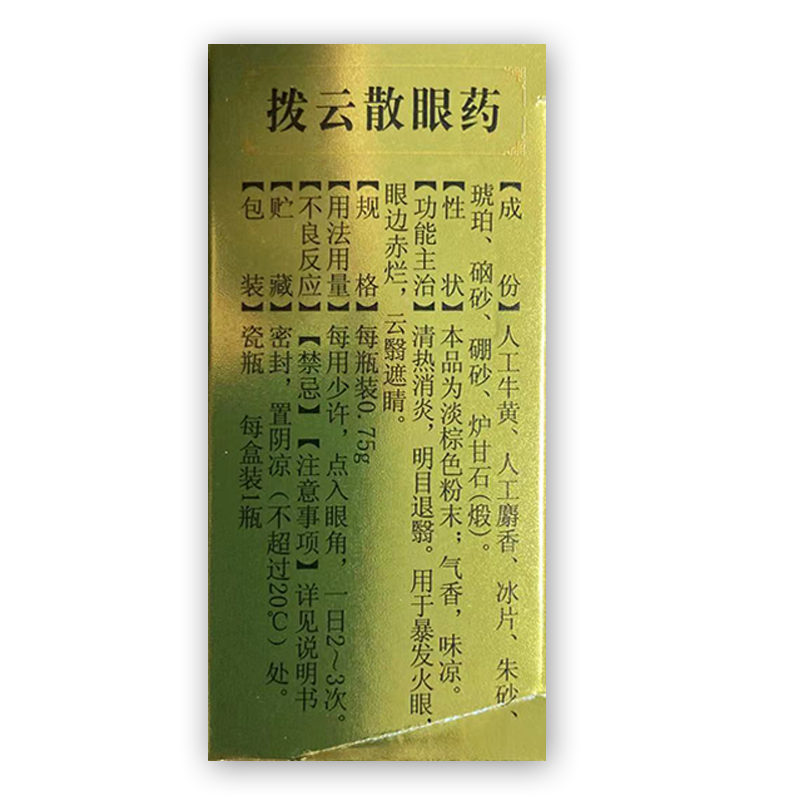 拨云散眼药
【成份】人工牛黄、人工麝香、冰片、朱砂、
琥珀、硇砂、硼砂、炉甘石(煅)。
【性状】本品为淡棕色粉末；气香，味凉。
【功能主治】清热消炎，明目退翳。用于暴发火眼，
眼边赤烂，云翳遮睛。
【规格】每瓶装0.75g
【用法用量】每用少许，点入眼角，一日2～3次。
【不良反应】【禁忌】【注意事项】详见说明书
【贮藏】密封，置阴凉(不超过20℃)处。
【包装】瓷瓶 每盒装1瓶